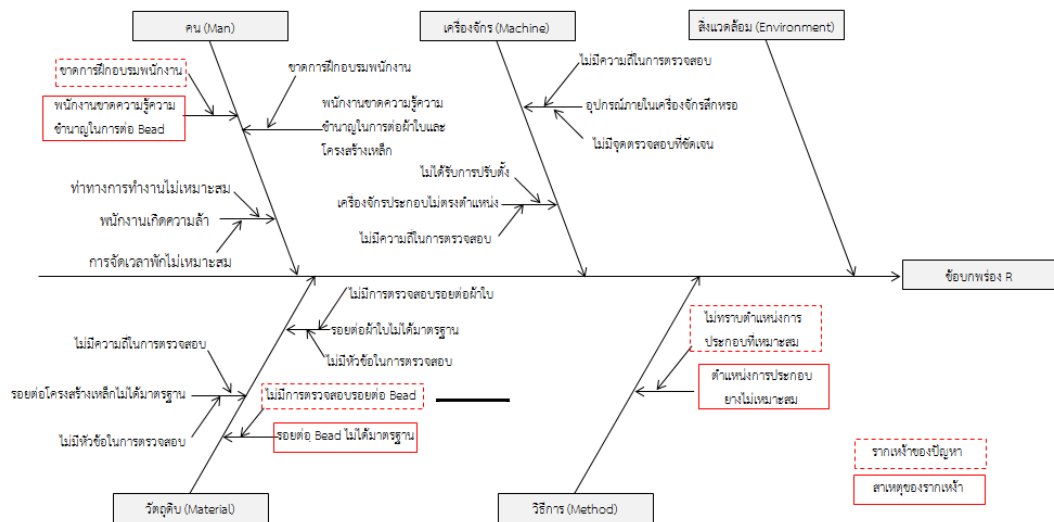 คน (Man)
เครื่องจักร (Machine)
สิ่งแวดล้อม (Environment)
ขาดการฝึกอบรมพนักงาน
พนักงานขาดความรู้ความ
ชำนาญในการต่อ Bead
ขาดการฝึกอบรมพนักงาน
พนักงานขาดความรู้ความ
ชำนาญในการต่อผ้าใบและ
โครงสร้างเหล็ก
ท่าทางการทำงานไม่เหมาะสม
พนักงานเกิดความล้า
การจัดเวลาพักไม่เหมาะสม
ไม่มีความถี่ในการตรวจสอบ
อุปกรณ์ภายในเครื่องจักรสึกหรอ
ไม่มีจุดตรวจสอบที่ชัดเจน
ไม่ได้รับการปรับตั้ง
เครื่องจักรประกอบไม่ตรงตำแหน่ง
ไม่มีความถี่ในการตรวจสอบ
ข้อบกพร่อง R
ไม่มีการตรวจสอบรอยต่อผ้าใบ
รอยต่อผ้าใบไม่ได้มาตรฐาน
ไม่มีหัวข้อในการตรวจสอบ
ไม่มีความถี่ในการตรวจสอบ
รอยต่อโครงสร้างเหล็กไม่ได้มาตรฐาน
ไม่มีหัวข้อในการตรวจสอบ
ไม่มีการตรวจสอบรอยต่อ Bead
รอยต่อ Bead ไม่ได้มาตรฐาน
ไม่ทราบตำแหน่งการ
ประกอบที่เหมาะสม
ตำแหน่งการประกอบ
ยางไม่เหมาะสม
รากเหง้าของปัญหา
สาเหตุของรากเหง้า
วัตถุดิบ (Material)
วิธีการ (Method)